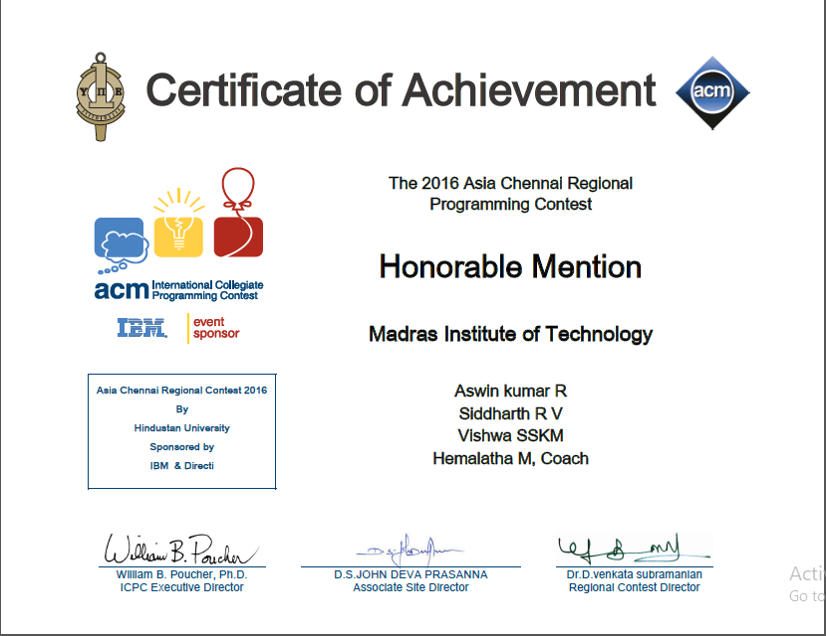 Certificate of Achievement
Υ Π Ε
acm
The 2016 Asia Chennai Regional
Programming Contest
Honorable Mention
Madras Institute of Technology
Aswin kumar R
Siddharth R V
Vishwa SSKM
Hemalatha M, Coach
acm International Collegiate
Programming Contest
IBM. event
sponsor
Asia Chennai Regional Contest 2016
By
Hindustan University
Sponsored by
IBM & Directi
William B. Poucher
William B. Poucher, Ph.D.
ICPC Executive Director
D.S.JOHN DEVA PRASANNA
Associate Site Director
Dr.D.venkata subramanian
Regional Contest Director
Acti
Go to